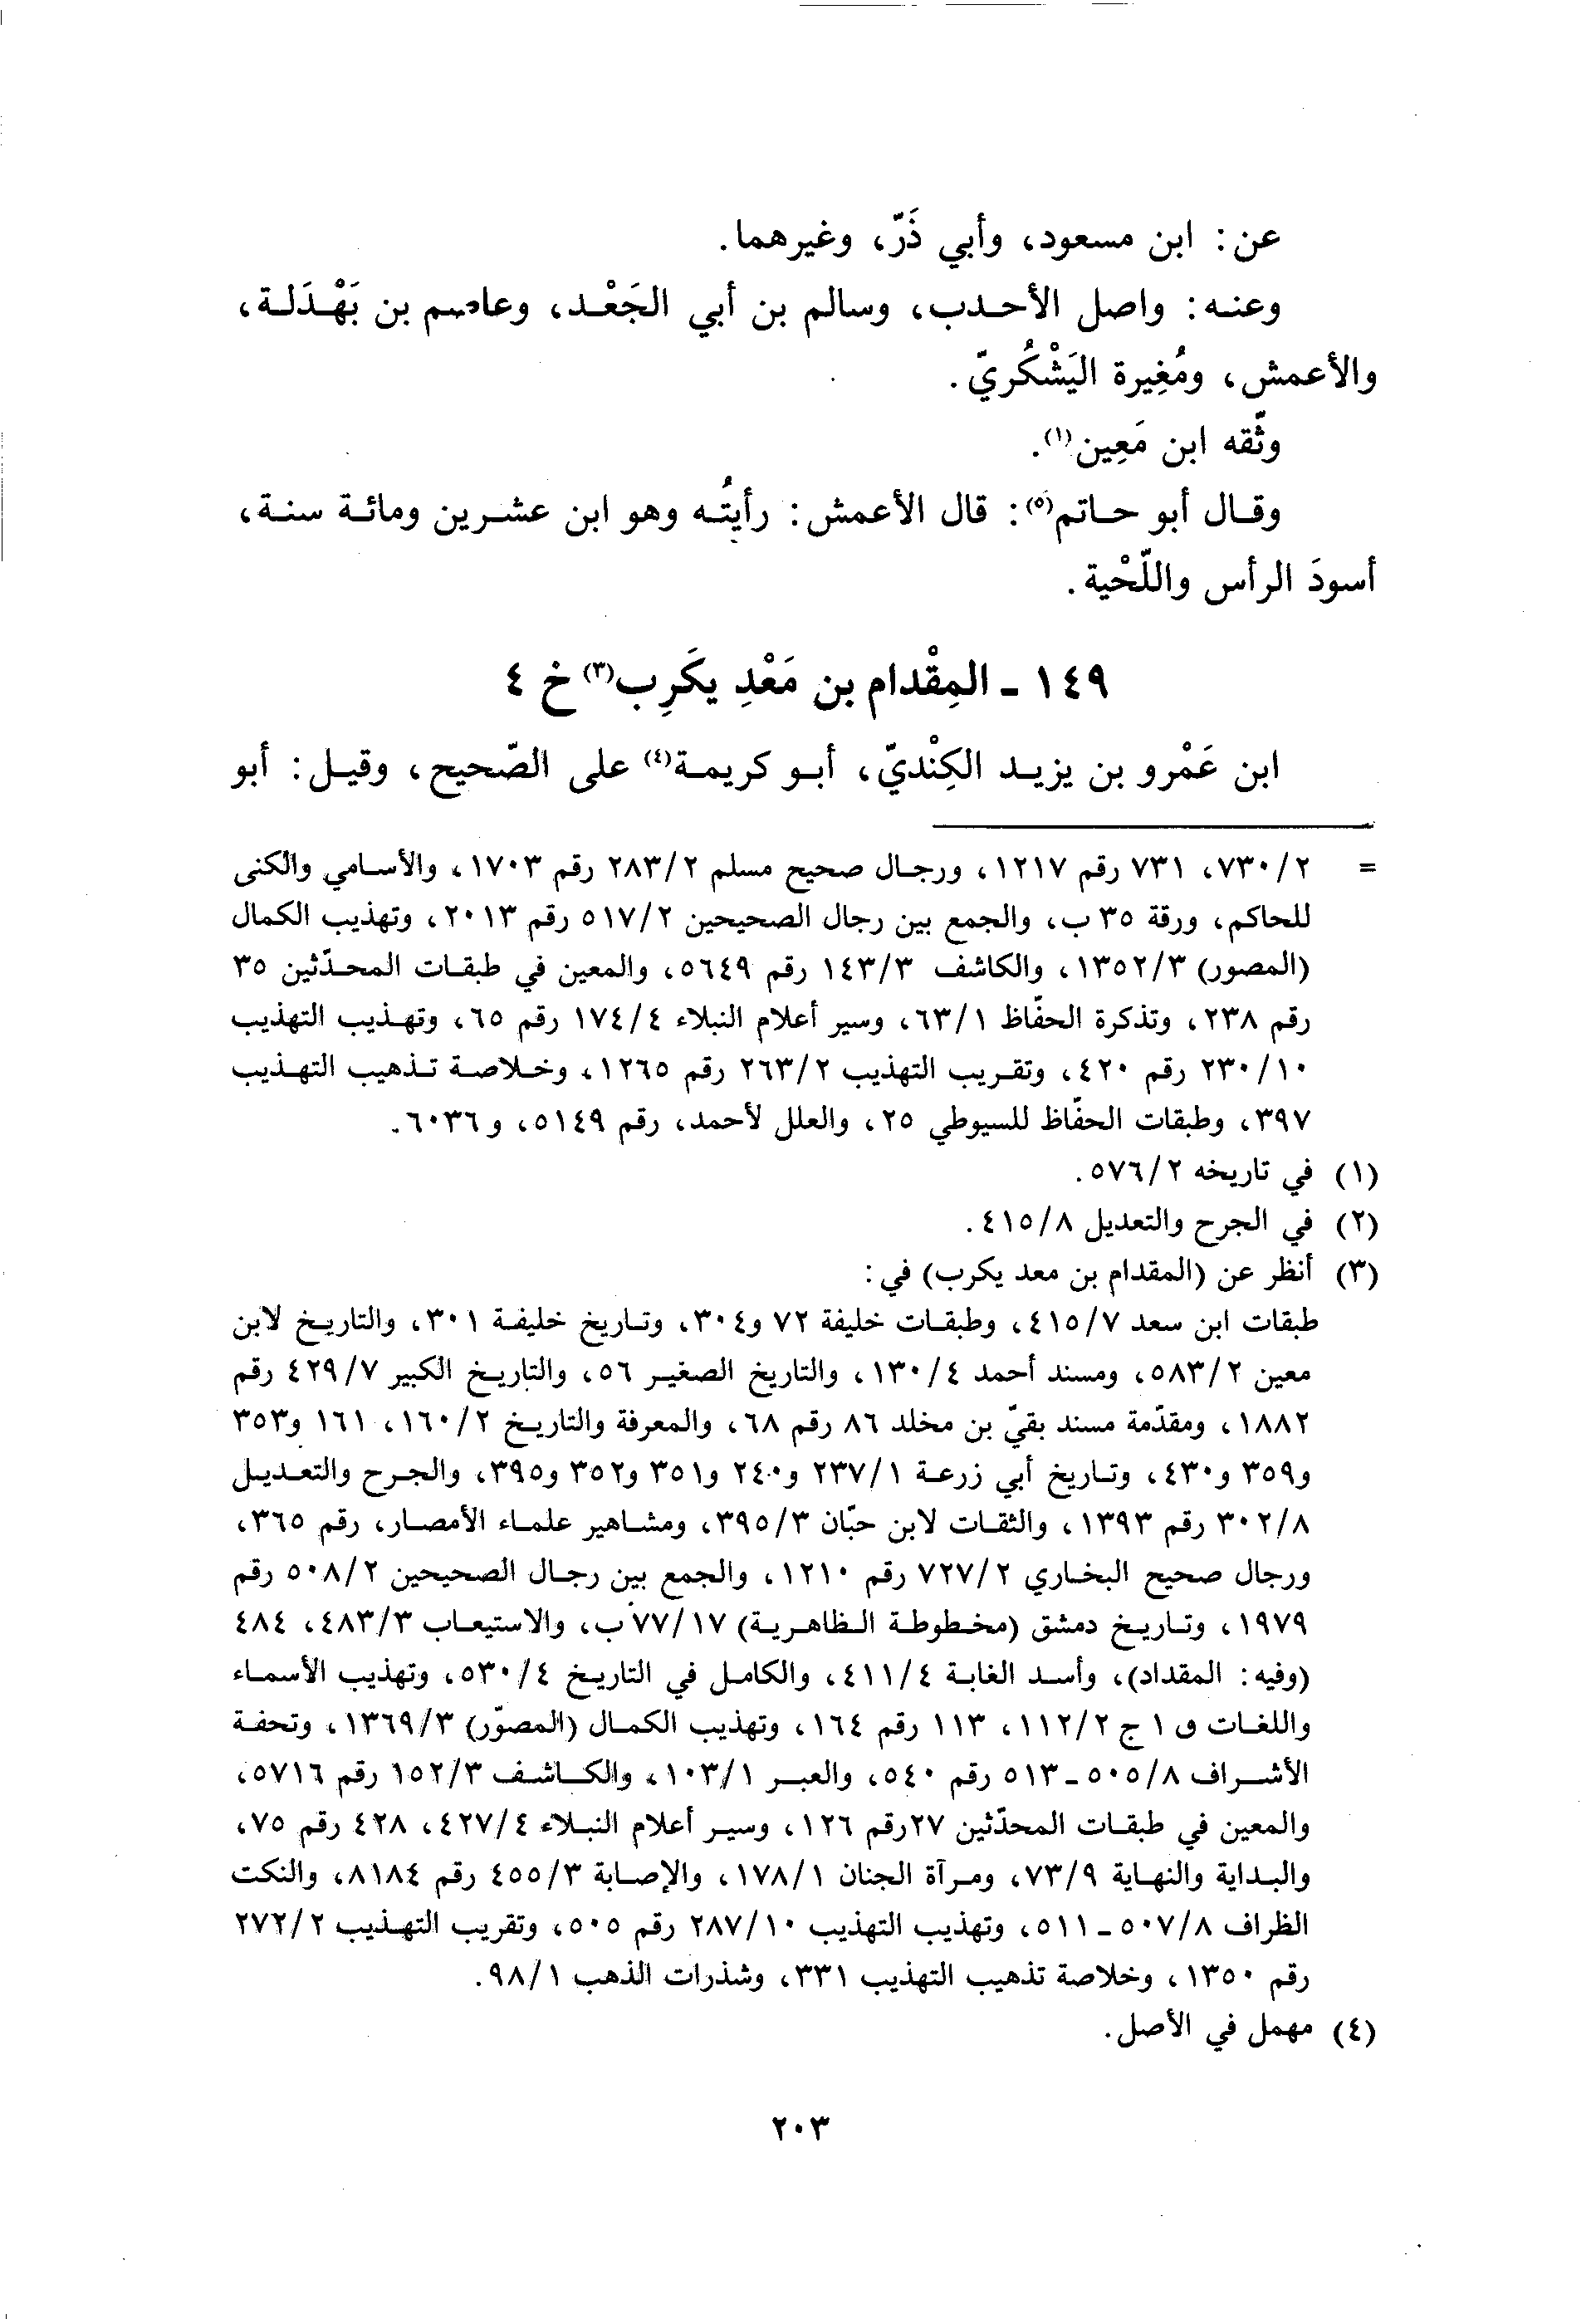 عن: ابن مسعود، وأبي ذَرّ، وغيرهما.
وعنه: واصل الأحدب، وسالم بن أبي الجَعْد، وعاصم بن بَهْدَلة،
والأعمش، ومُغِيرة اليَشْكُريّ.
وثّقه ابن مَعِين(١).
وقال أبو حاتم(٥): قال الأعمش: رأيتُه وهو ابن عشرين ومائة سنة،
أسودَ الرأس واللّحْية.
١٤٩ - المِقْدام بن مَعْدِ يكَرِب(٣) خ ٤
ابن عَمْرو بن يزيد الكِنْديّ، أبو كريمة(٤) على الصّحيح، وقيل: أبو
= ٧٣٠/٢، ٧٣١ رقم ١٢١٧، ورجال صحيح مسلم ٢٨٣/٢ رقم ١٧٠٣، والأسامي والكنى
للحاكم، ورقة ٣٥ ب، والجمع بين رجال الصحيحين ٥١٧/٢ رقم ٢٠١٣، وتهذيب الكمال
(المصور) ١٣٥٢/٣، والكاشف ١٤٣/٣ رقم ٥٦٤٩، والمعين في طبقات المحدّثين ٣٥
رقم ٢٣٨، وتذكرة الحفّاظ ٦٣/١، وسير أعلام النبلاء ١٧٤/٤ رقم ٦٥، وتهذيب التهذيب
٢٣٠/١٠ رقم ٤٢٠، وتقريب التهذيب ٢٦٣/٢ رقم ١٢٦٥، وخلاصة تذهيب التهذيب
٣٩٧، وطبقات الحفّاظ للسيوطي ٢٥، والعلل لأحمد، رقم ٥١٤٩، و٦٠٣٦.
(١) في تاريخه ٥٧٦/٢.
(٢) في الجرح والتعديل ٤١٥/٨.
(٣) أنظر عن (المقدام بن معد يكرب) في:
طبقات ابن سعد ٤١٥/٧، وطبقات خليفة ٧٢ و٣٠٤، وتاريخ خليفة ٣٠١، والتاريخ لابن
معين ٥٨٣/٢، ومسند أحمد ١٣٠/٤، والتاريخ الصغير ٥٦، والتاريخ الكبير ٤٢٩/٧ رقم
١٨٨٢، ومقدّمة مسند بقيّ بن مخلد ٨٦ رقم ٦٨، والمعرفة والتاريخ ١٦٠/٢، ١٦١ و٣٥٣
و٣٥٩ و٤٣٠، وتاريخ أبي زرعة ٢٣٧/١ و٢٤٠ و٣٥١ و٣٥٢ و٣٩٥، والجرح والتعديل
٣٠٢/٨ رقم ١٣٩٣، والثقات لابن حبّان ٣٩٥/٣، ومشاهير علماء الأمصار، رقم ٣٦٥،
ورجال صحيح البخاري ٧٢٧/٢ رقم ١٢١٠، والجمع بين رجال الصحيحين ٥٠٨/٢ رقم
١٩٧٩، وتاريخ دمشق (مخطوطة الظاهرية) ٧٧/١٧ب، والاستيعاب ٤٨٣/٣، ٤٨٤
(وفيه: المقداد)، وأسد الغابة ٤١١/٤، والكامل في التاريخ ٥٣٠/٤، وتهذيب الأسماء
واللغات ق ١ ج ١١٢/٢، ١١٣ رقم ١٦٤، وتهذيب الكمال (المصوّر) ١٣٦٩/٣، وتحفة
الأشراف ٥٠٥/٨ - ٥١٣ رقم ٥٤٠، والعبر ١٠٣/١، والكاشف ١٥٢/٣ رقم ٥٧١٦،
والمعين في طبقات المحدّثين ٢٧رقم ١٢٦، وسير أعلام النبلاء ٤٢٧/٤، ٤٢٨ رقم ٧٥،
والبداية والنهاية ٧٣/٩، ومرآة الجنان ١٧٨/١، والإصابة ٤٥٥/٣ رقم ٨١٨٤، والنكت
الظراف ٥٠٧/٨ - ٥١١، وتهذيب التهذيب ٢٨٧/١٠ رقم ٥٠٥، وتقريب التهذيب ٢٧٢/٢
رقم ١٣٥٠، وخلاصة تذهيب التهذيب ٣٣١، وشذرات الذهب ٩٨/١.
(٤) مهمل في الأصل.
٢٠٣